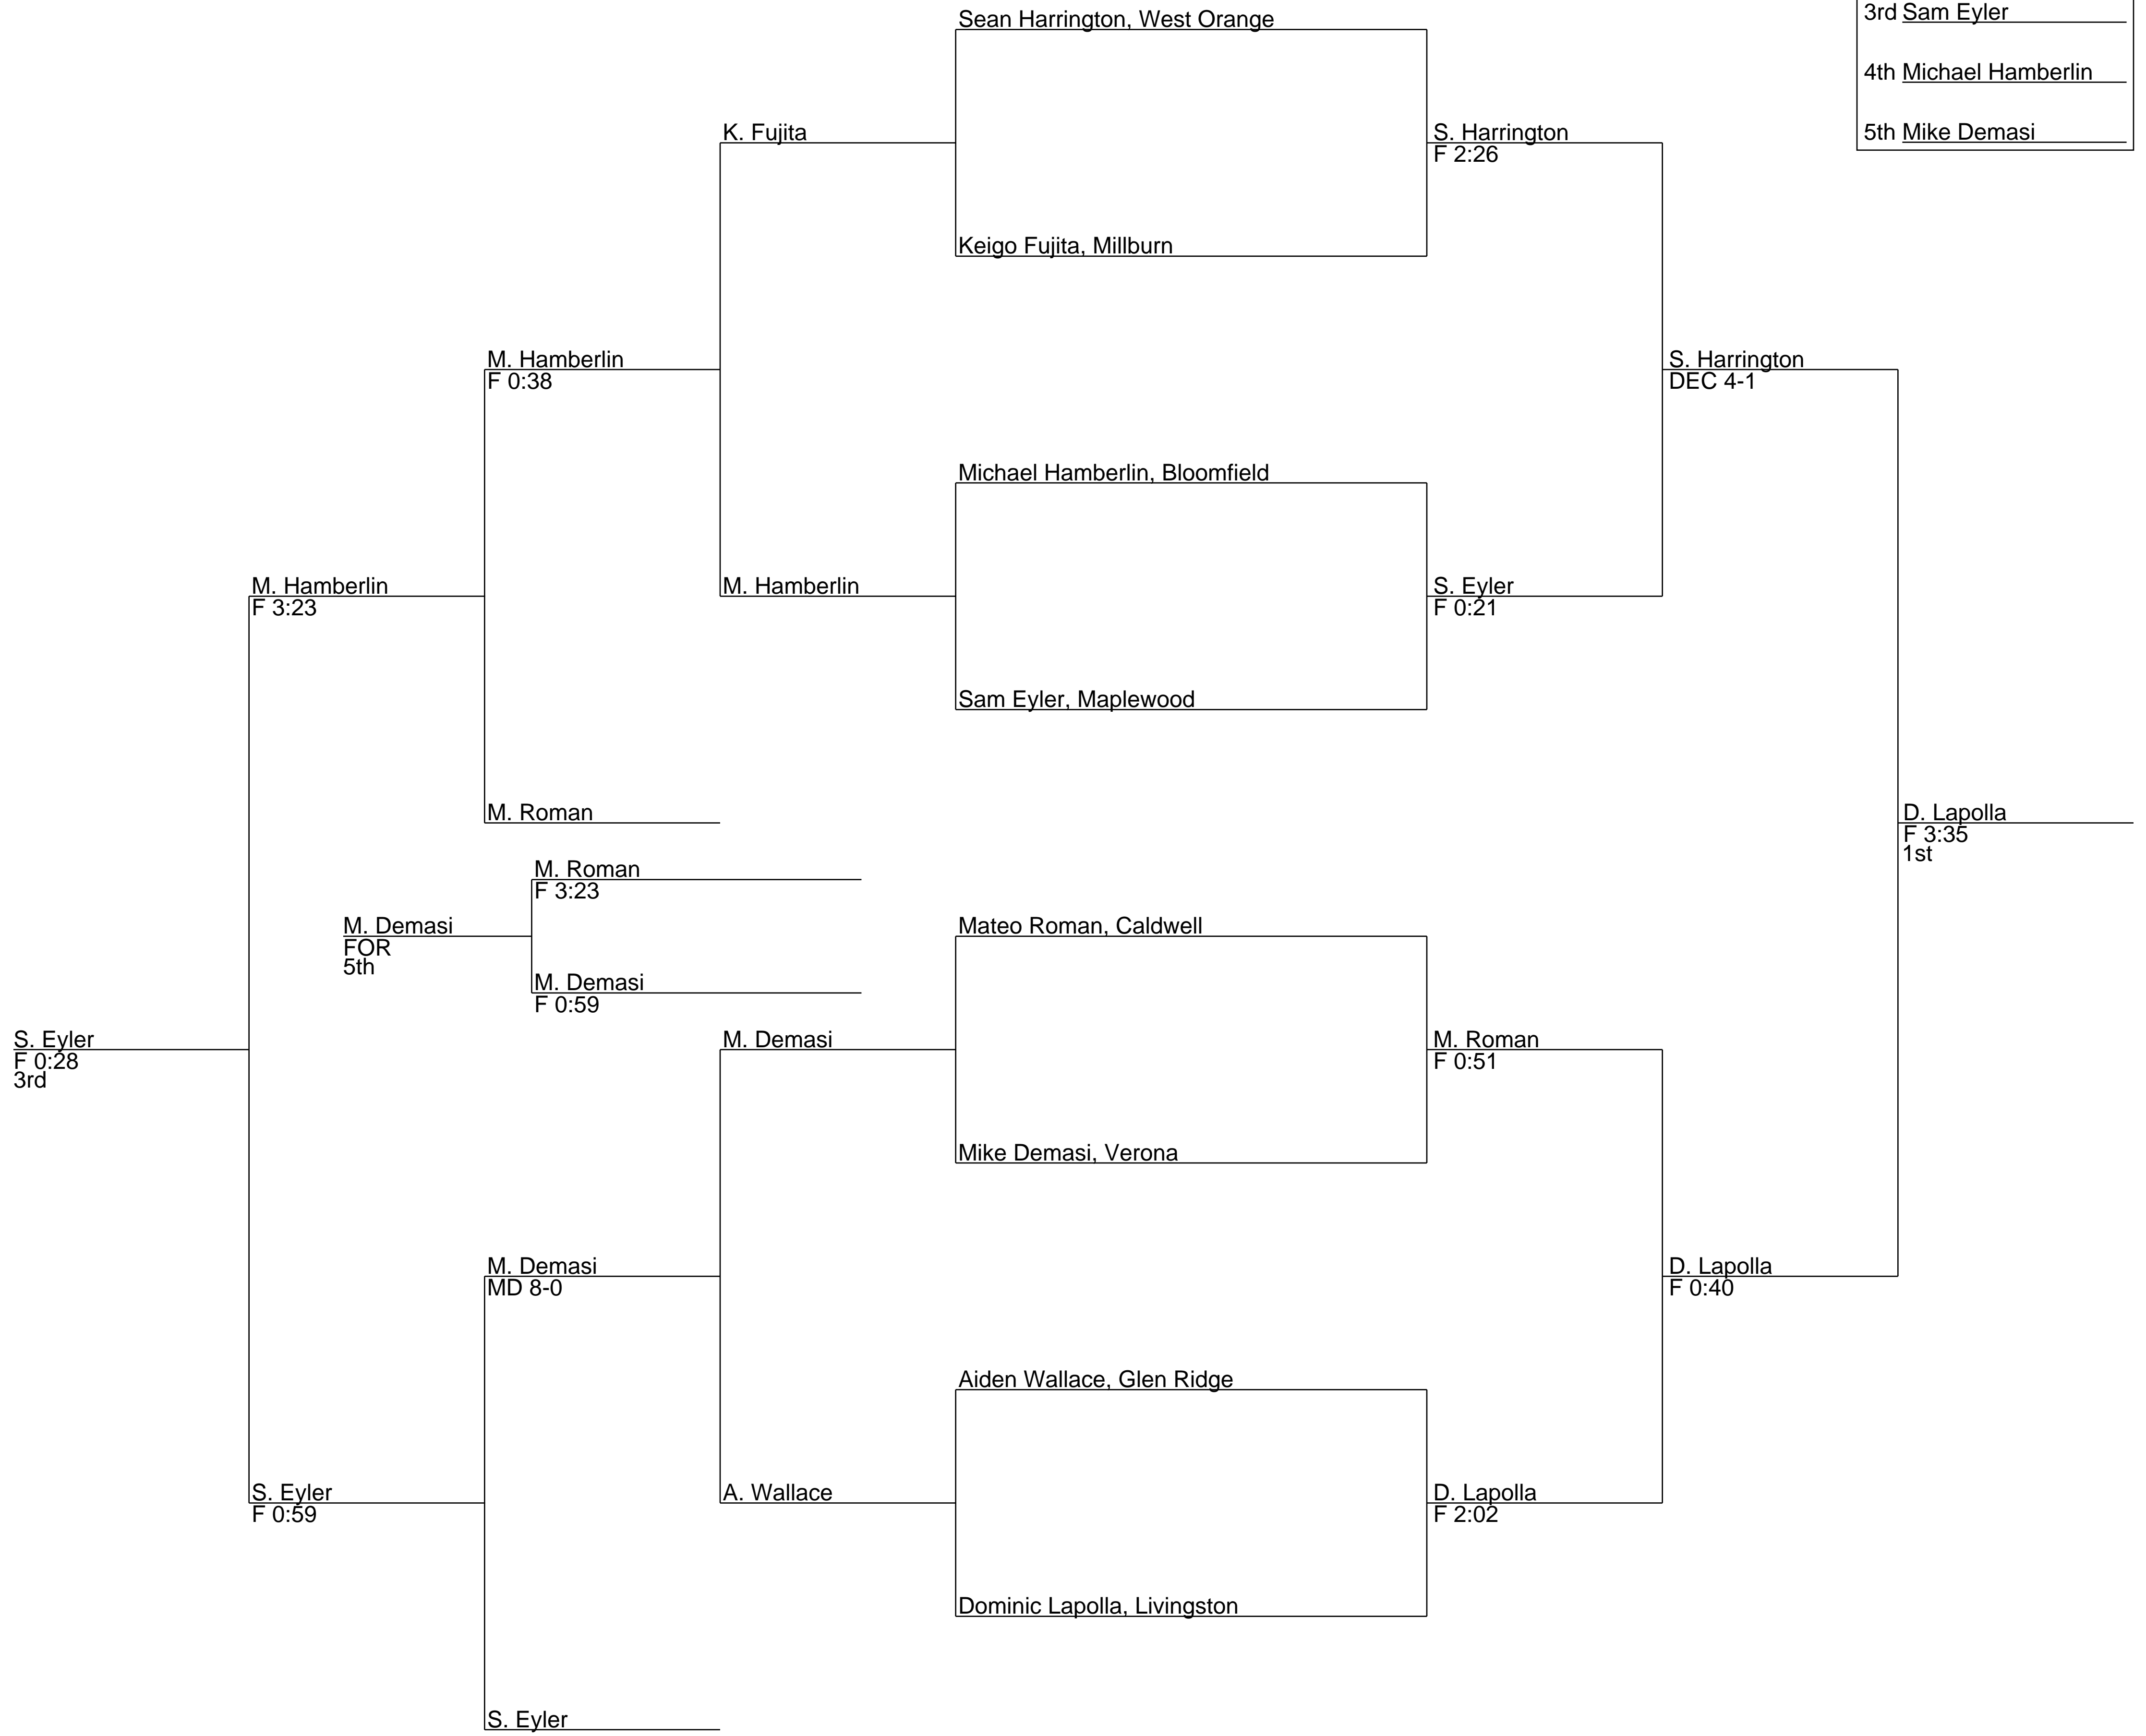 Sean Harrington, West Orange
3rd Sam Eyler
4th Michael Hamberlin
5th Mike Demasi
K. Fujita
S. Harrington
F 2:26
Keigo Fujita, Millburn
M. Hamberlin
F 0:38
S. Harrington
DEC 4-1
Michael Hamberlin, Bloomfield
M. Hamberlin
F 3:23
M. Hamberlin
S. Eyler
F 0:21
Sam Eyler, Maplewood
M. Roman
D. Lapolla
F 3:35
1st
M. Roman
F 3:23
M. Demasi
FOR
5th
Mateo Roman, Caldwell
M. Demasi
F 0:59
S. Eyler
F 0:28
3rd
M. Demasi
M. Roman
F 0:51
Mike Demasi, Verona
M. Demasi
MD 8-0
D. Lapolla
F 0:40
Aiden Wallace, Glen Ridge
S. Eyler
F 0:59
A. Wallace
D. Lapolla
F 2:02
Dominic Lapolla, Livingston
S. Eyler